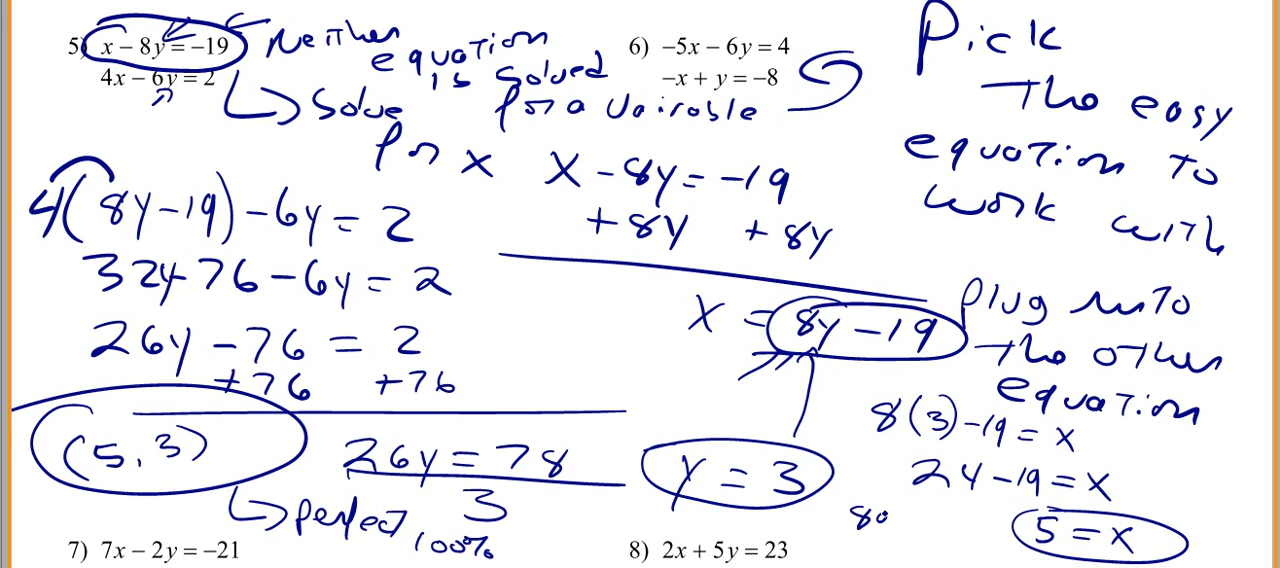 5) x − 8y = −19
4x − 6y = 2
Neither
equation
is solved
for a vairable
Solve
for x
6) −5x − 6y = 4
−x + y = −8
Pick
The easy
equation To
work with
x - 8y = -19
+8y +8y
x = 8y - 19
Plug into
The other
equation
4(8y-19) - 6y = 2
32y 76 - 6y = 2
26y - 76 = 2
+76 +76
26y = 78
3
y = 3
8(3) - 19 = x
24 - 19 = x
5 = x
80
(5, 3)
perfect
100%
7) 7x − 2y = −21
8) 2x + 5y = 23